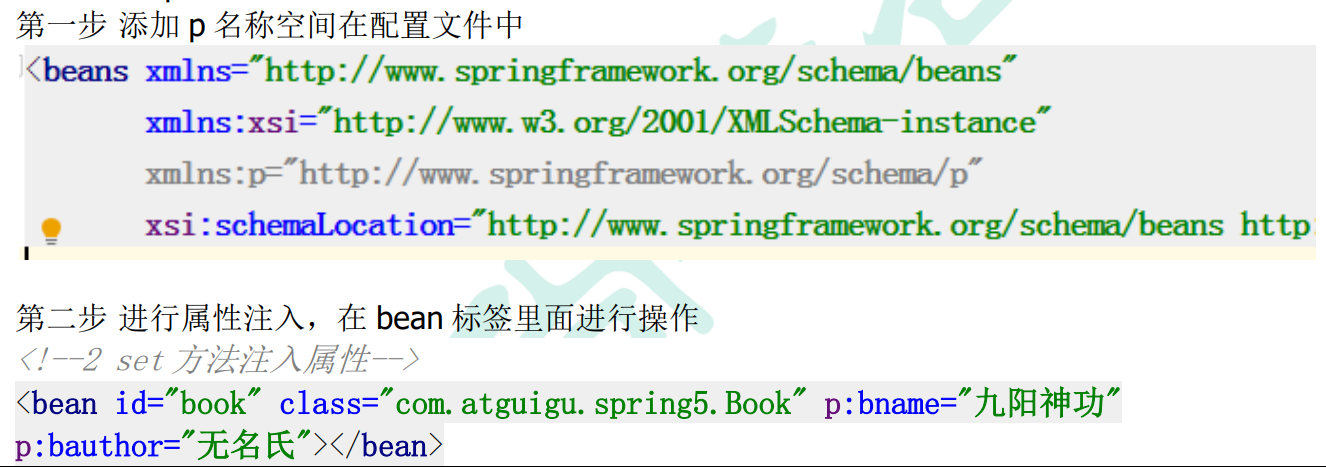 第一步 添加 p 名称空间在配置文件中
<beans xmlns="http://www.springframework.org/schema/beans"
xmlns:xsi="http://www.w3.org/2001/XMLSchema-instance"
xmlns:p="http://www.springframework.org/schema/p"
xsi:schemaLocation="http://www.springframework.org/schema/beans http:
第二步 进行属性注入，在 bean 标签里面进行操作
<!--2 set 方法注入属性-->
<bean id="book" class="com.atguigu.spring5.Book" p:bname="九阳神功"
p:bauthor="无名氏"></bean>